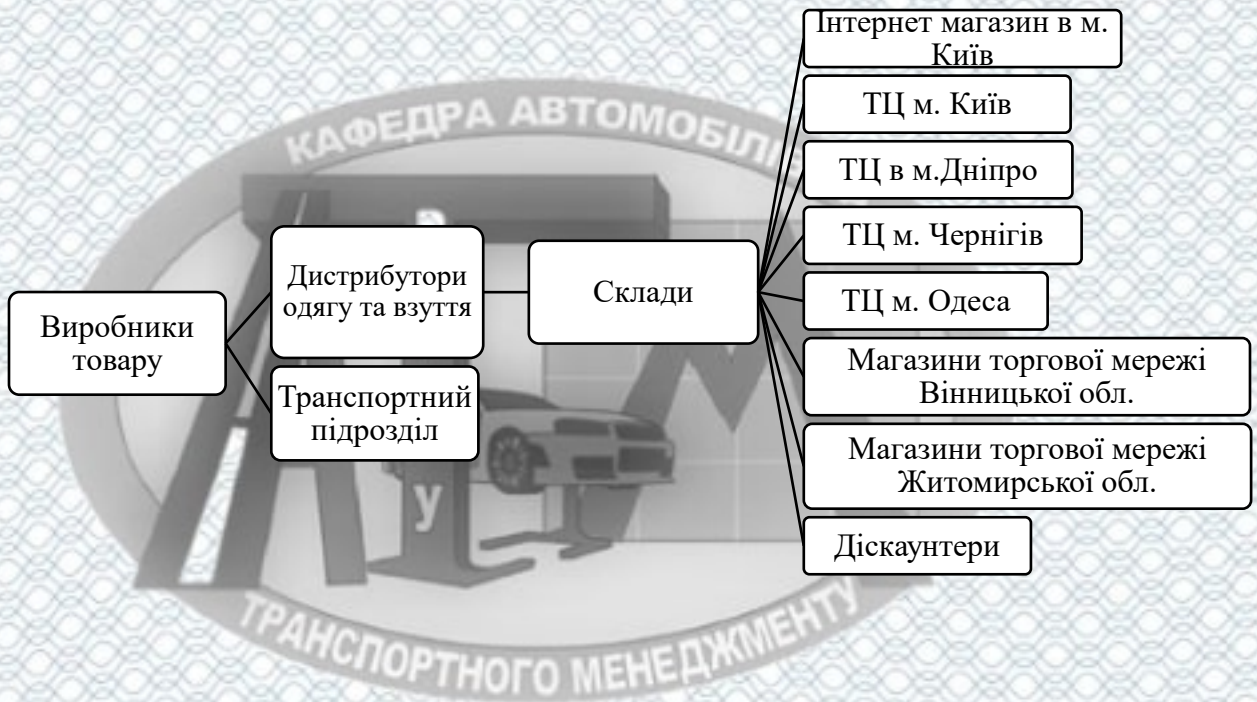 Інтернет магазин в м.
Київ
ТЦ м. Київ
ТЦ в м.Дніпро
ТЦ м. Чернігів
ТЦ м. Одеса
Магазини торгової мережі
Вінницької обл.
Магазини торгової мережі
Житомирської обл.
Діскаунтери
Склади
Дистрибутори
одягу та взуття
Транспортний
підрозділ
Виробники
товару
КАФЕДРА АВТОМОБІЛ
У
ТРАНСПОРТНОГО МЕНЕДЖМЕНТУ